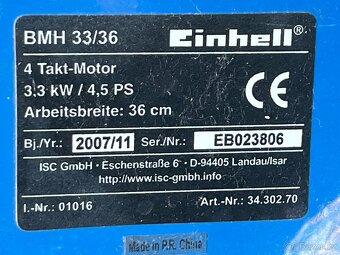 BMH 33/36
Einhell
4 Takt-Motor
3.3 kW / 4,5 PS
Arbeitsbreite: 36 cm
CE
Bj./Yr.: 2007/11 Ser./Nr.: EB023806
ISC GmbH · Eschenstraße 6 · D-94405 Landau/Isar
http://www.isc-gmbh.info
I.-Nr.: 01016 Art.-Nr.: 34.302.70
Made in P.R. China